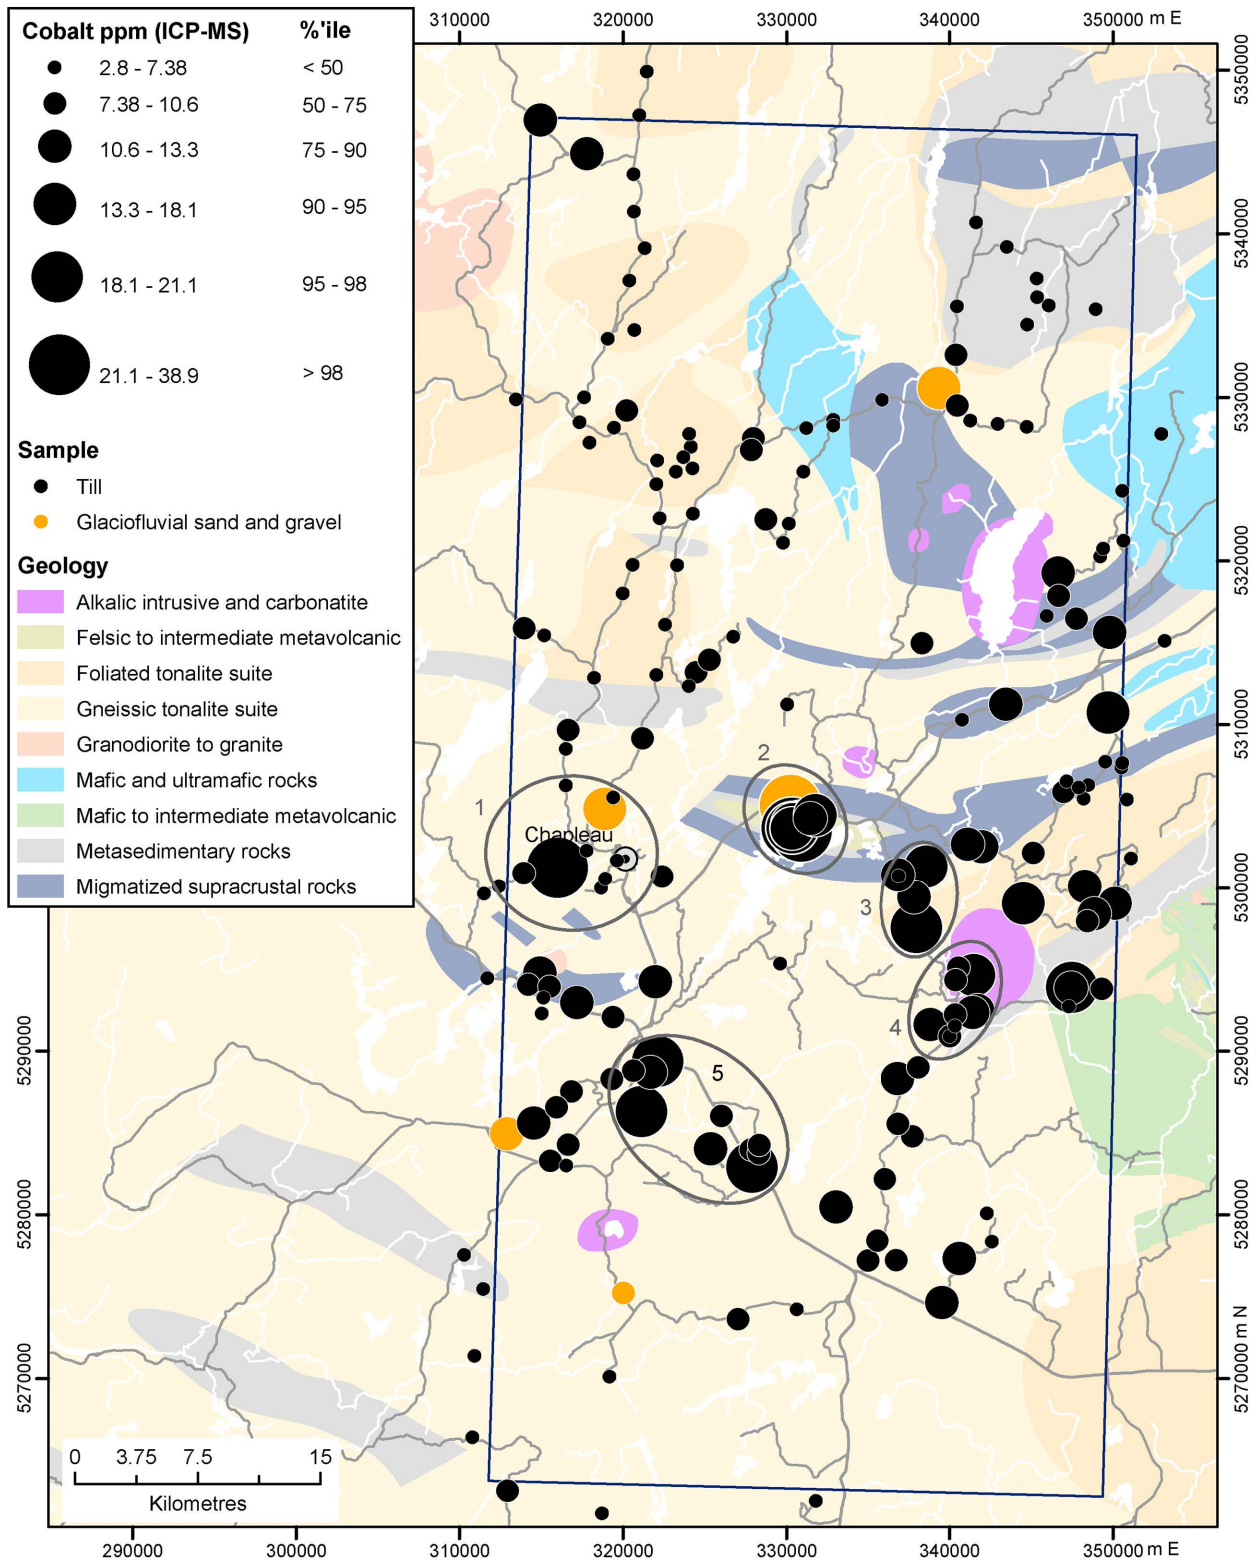 310000 320000 330000 340000 350000 m E
Cobalt ppm (ICP-MS) %'ile
2.8 - 7.38 < 50
7.38 - 10.6 50 - 75
10.6 - 13.3 75 - 90
13.3 - 18.1 90 - 95
18.1 - 21.1 95 - 98
21.1 - 38.9 > 98
Sample
Till
Glaciofluvial sand and gravel
Geology
Alkalic intrusive and carbonatite
Felsic to intermediate metavolcanic
Foliated tonalite suite
Gneissic tonalite suite
Granodiorite to granite
Mafic and ultramafic rocks
Mafic to intermediate metavolcanic
Metasedimentary rocks
Migmatized supracrustal rocks
5350000
5340000
5330000
5320000
5310000
5300000
5290000
5280000
5270000 m N
2
1
Chapleau
3
4
5
5290000
5280000
5270000
0 3.75 7.5 15
Kilometres
290000 300000 310000 320000 330000 340000 350000 m E